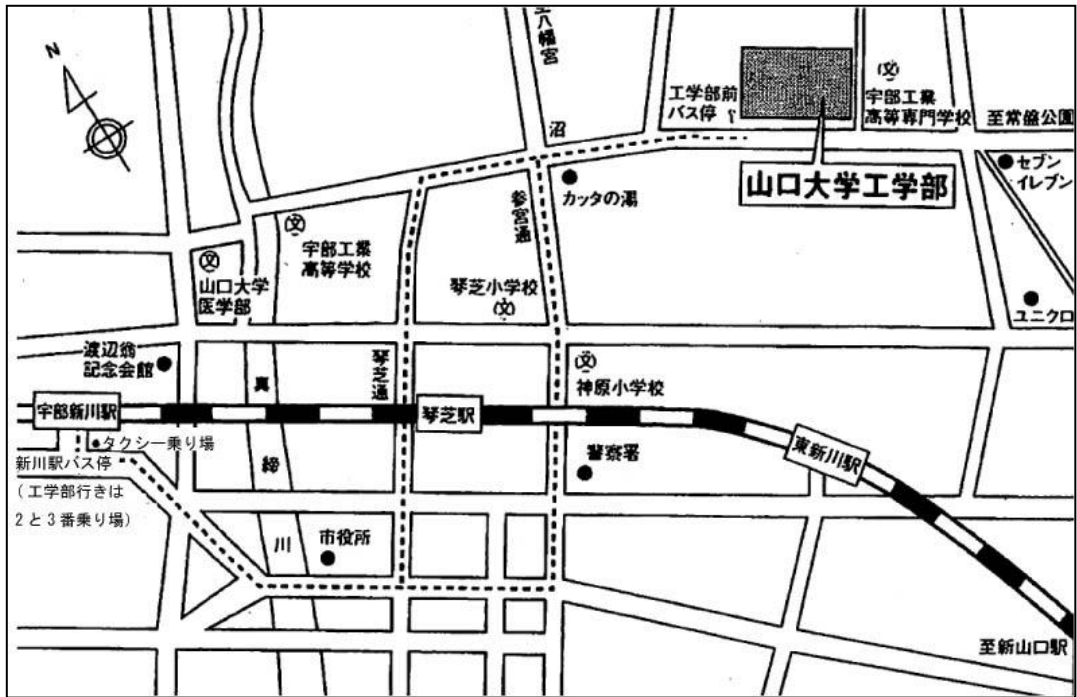 N
至八幡宮
沼
工学部前
バス停
宇部工業
高等専門学校
至常盤公園
セブン
イレブン
山口大学工学部
カッタの湯
参宮通
宇部工業
高等学校
山口大学
医学部
琴芝小学校
ユニクロ
渡辺翁
記念会館
琴芝通
神原小学校
真締川
宇部新川駅
琴芝駅
東新川駅
タクシー乗り場
新川駅バス停
(工学部行きは
2と3番乗り場)
警察署
市役所
至新山口駅
文
文
文
文
文